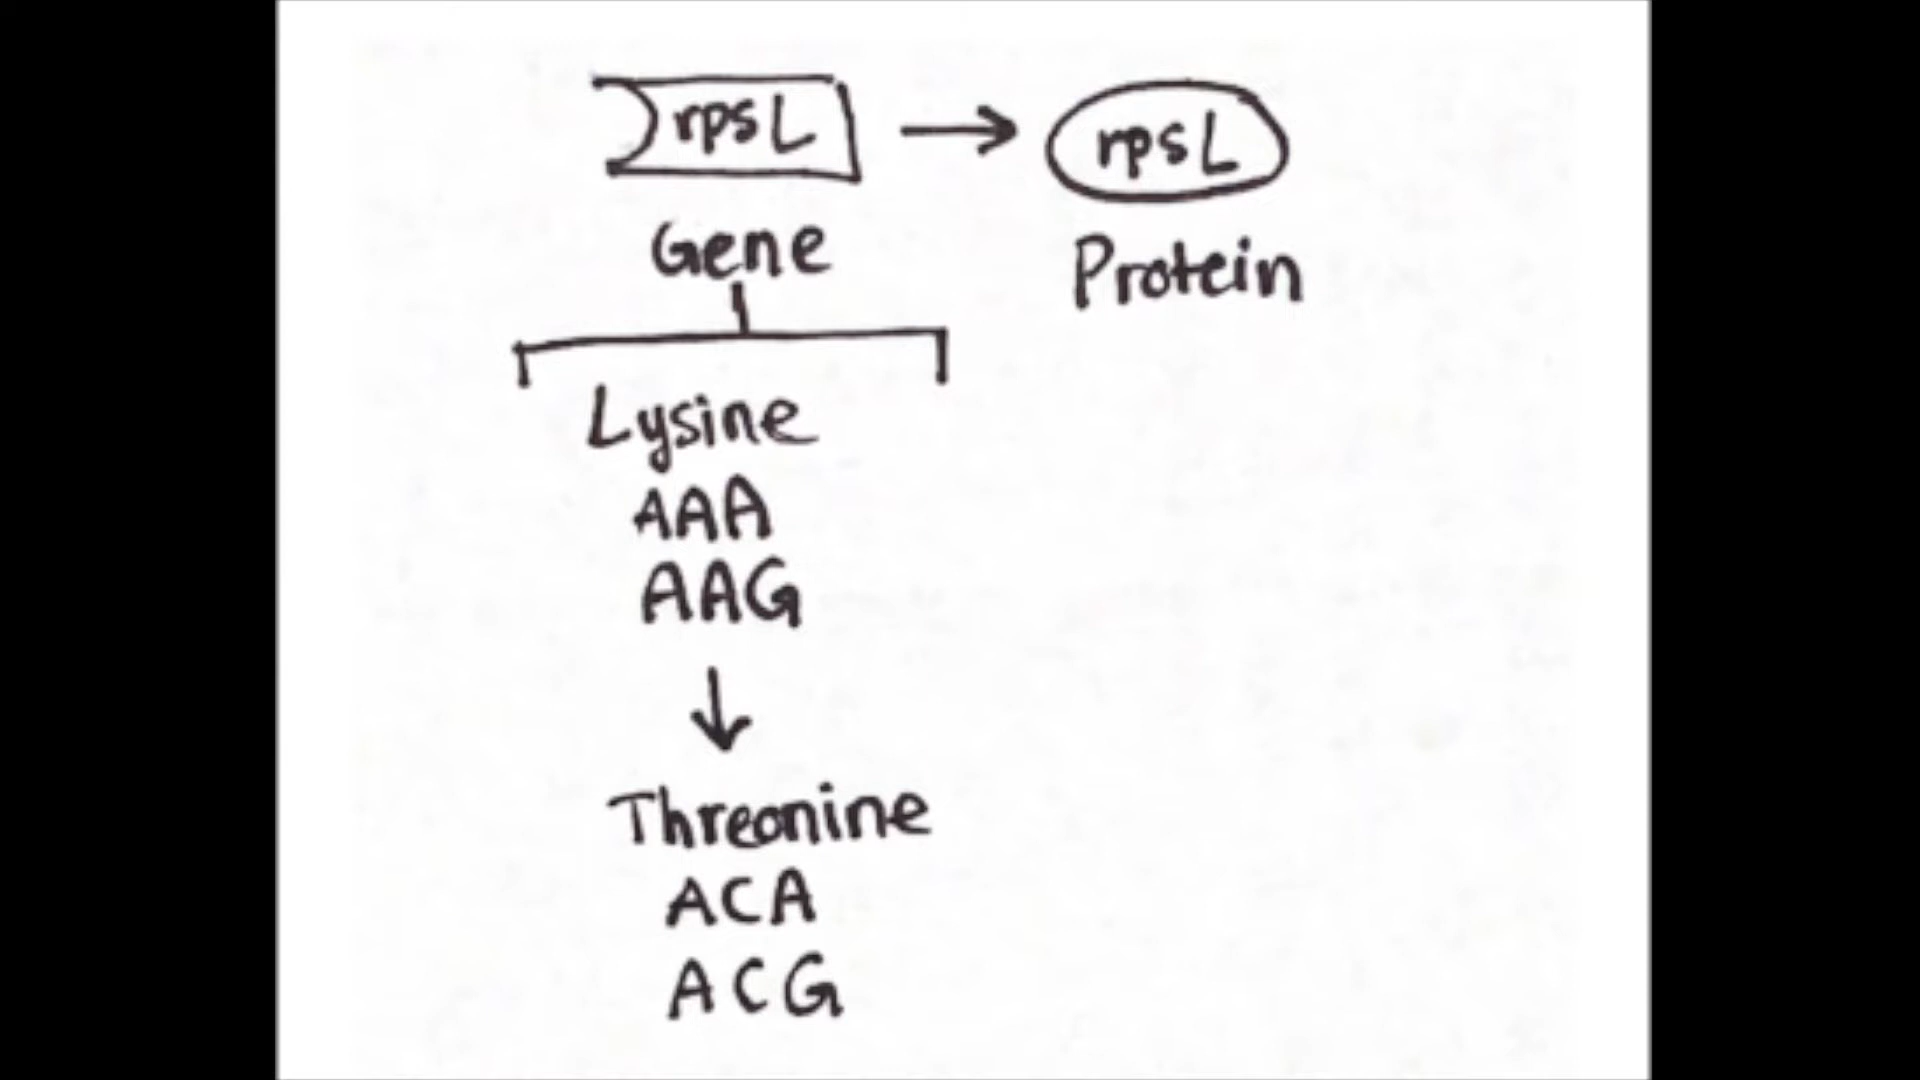 rpsL → rpsL
Gene
Protein
Lysine
AAA
AAG
↓
Threonine
ACA
ACG